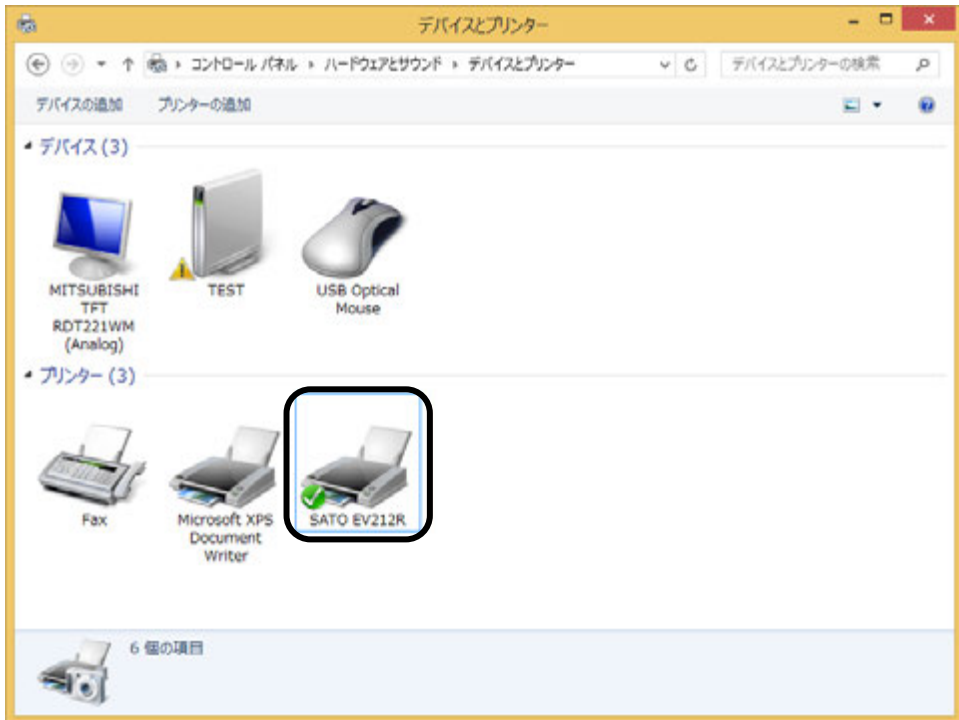 デバイスとプリンター
コントロール パネル ▸ ハードウェアとサウンド ▸ デバイスとプリンター
デバイスとプリンターの検索
デバイスの追加 プリンターの追加
デバイス (3)
MITSUBISHI
TFT
RDT221WM
(Analog)
TEST
USB Optical
Mouse
プリンター (3)
Fax
Microsoft XPS
Document
Writer
SATO EV212R
6 個の項目